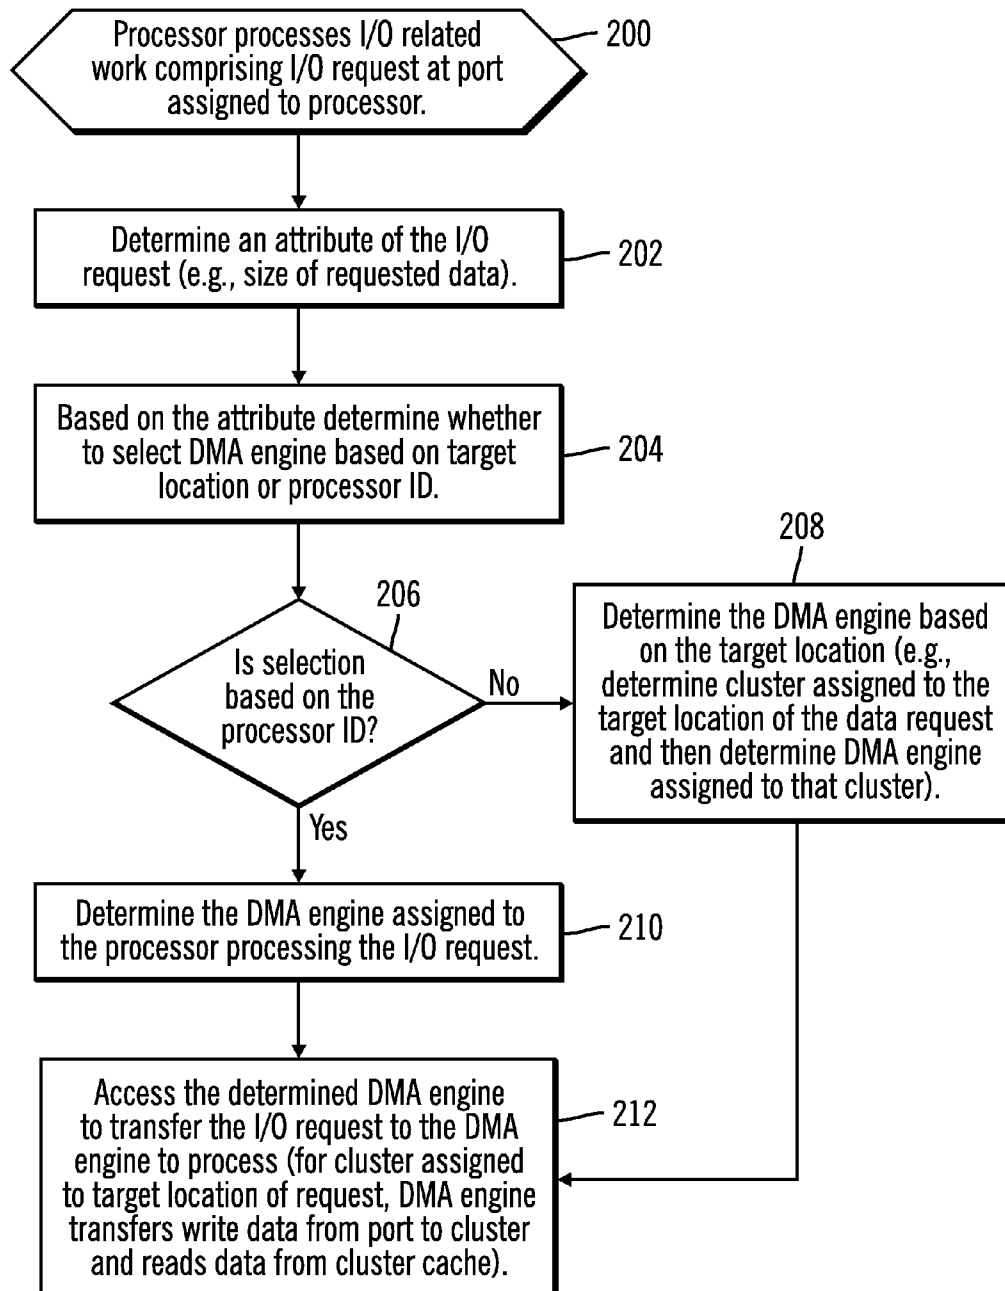 Processor processes I/O related
work comprising I/O request at port
assigned to processor.
200
Determine an attribute of the I/O
request (e.g., size of requested data).
202
Based on the attribute determine whether
to select DMA engine based on target
location or processor ID.
204
206
Is selection
based on the
processor ID?
No
Yes
208
Determine the DMA engine based
on the target location (e.g.,
determine cluster assigned to the
target location of the data request
and then determine DMA engine
assigned to that cluster).
Determine the DMA engine assigned to
the processor processing the I/O request.
210
Access the determined DMA engine
to transfer the I/O request to the DMA
engine to process (for cluster assigned
to target location of request, DMA engine
transfers write data from port to cluster
and reads data from cluster cache).
212